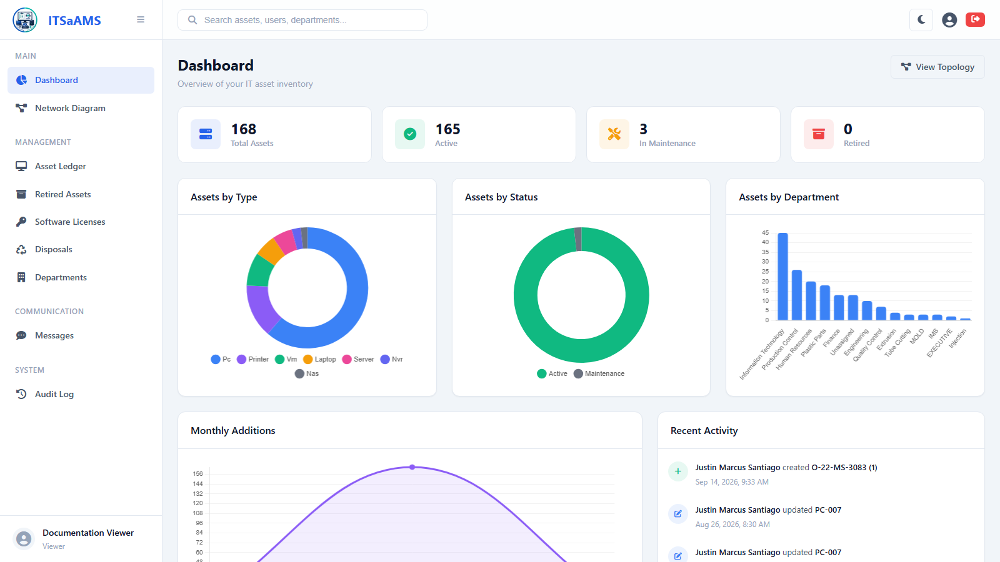 ITSaAMS
Search assets, users, departments...
MAIN
Dashboard
Network Diagram
MANAGEMENT
Asset Ledger
Retired Assets
Software Licenses
Disposals
Departments
COMMUNICATION
Messages
SYSTEM
Audit Log
Documentation Viewer
Viewer
Dashboard
Overview of your IT asset inventory
View Topology
168
Total Assets
165
Active
3
In Maintenance
0
Retired
Assets by Type
Pc Printer Vm Laptop Server Nvr
Nas
Assets by Status
Active Maintenance
Assets by Department
45
40
35
30
25
20
15
10
5
0
Information Technology
Production Control
Human Resources
Plastic Parts
Finance
Unassigned
Engineering
Quality Control
Extrusion
Tube Cutting
MOLD
IMS
EXECUTIVE
Injection
Monthly Additions
156
144
132
120
108
96
84
72
60
48
Recent Activity
Justin Marcus Santiago created O-22-MS-3083 (1)
Sep 14, 2026, 9:33 AM
Justin Marcus Santiago updated PC-007
Aug 26, 2026, 8:30 AM
Justin Marcus Santiago updated PC-007